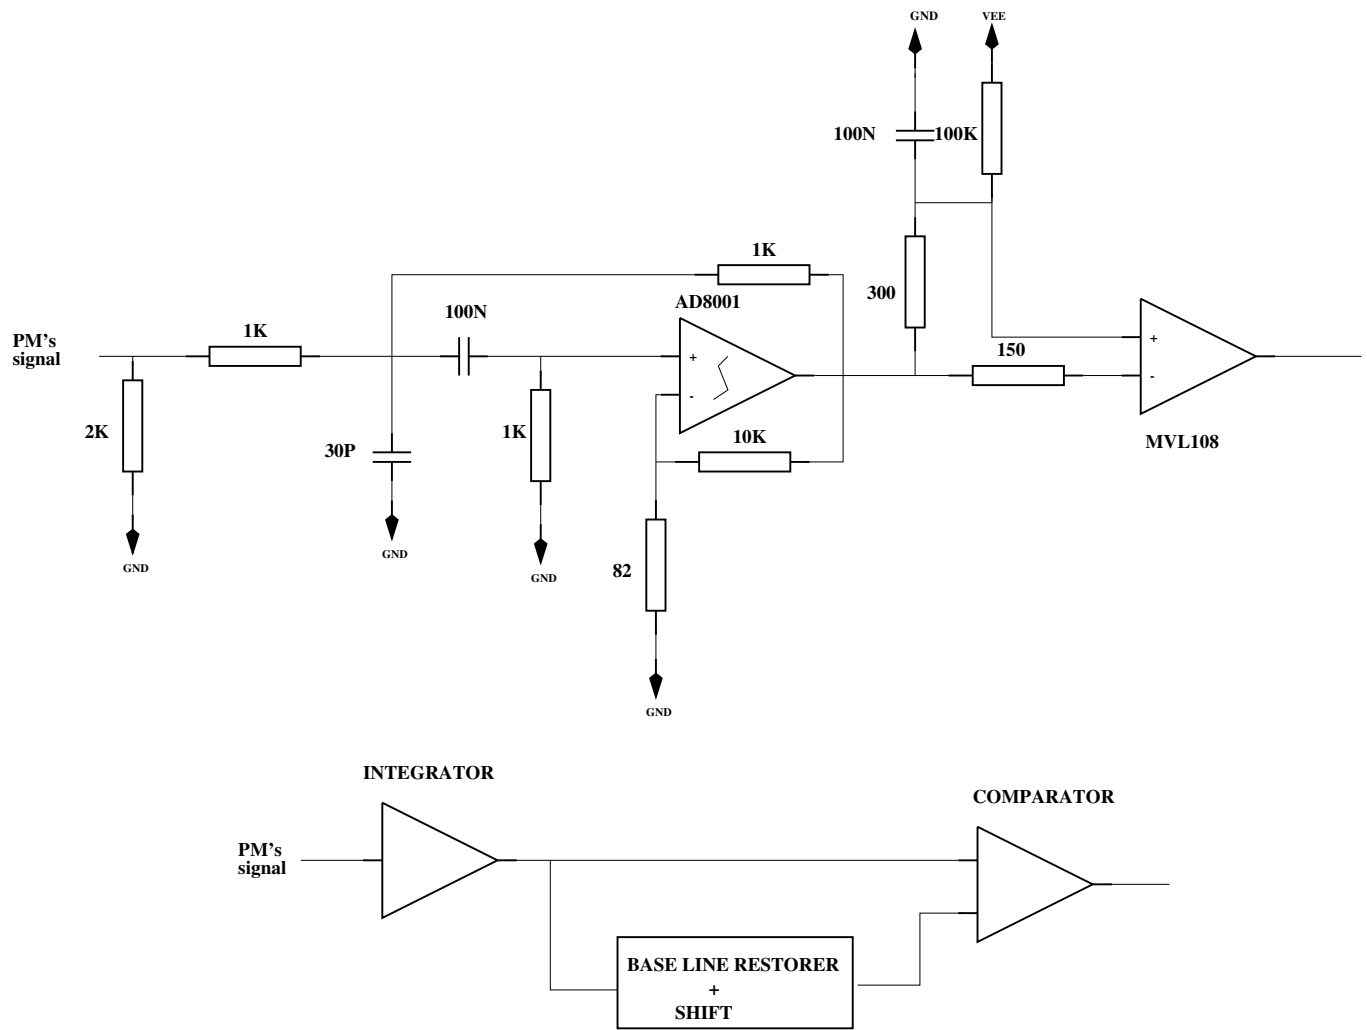 GND
VEE
100N
100K
1K
AD8001
100N
300
PM's
signal
1K
+
-
150
+
-
2K
30P
1K
10K
MVL108
GND
GND
GND
82
GND
INTEGRATOR
COMPARATOR
PM's
signal
BASE LINE RESTORER
+
SHIFT